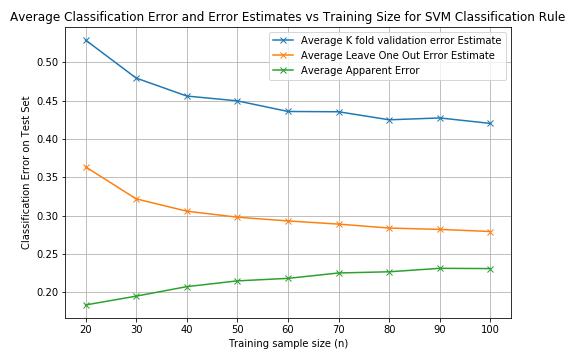 Average Classification Error and Error Estimates vs Training Size for SVM Classification Rule
Average K fold validation error Estimate
Average Leave One Out Error Estimate
Average Apparent Error
Classification Error on Test Set
0.50
0.45
0.40
0.35
0.30
0.25
0.20
20 30 40 50 60 70 80 90 100
Training sample size (n)